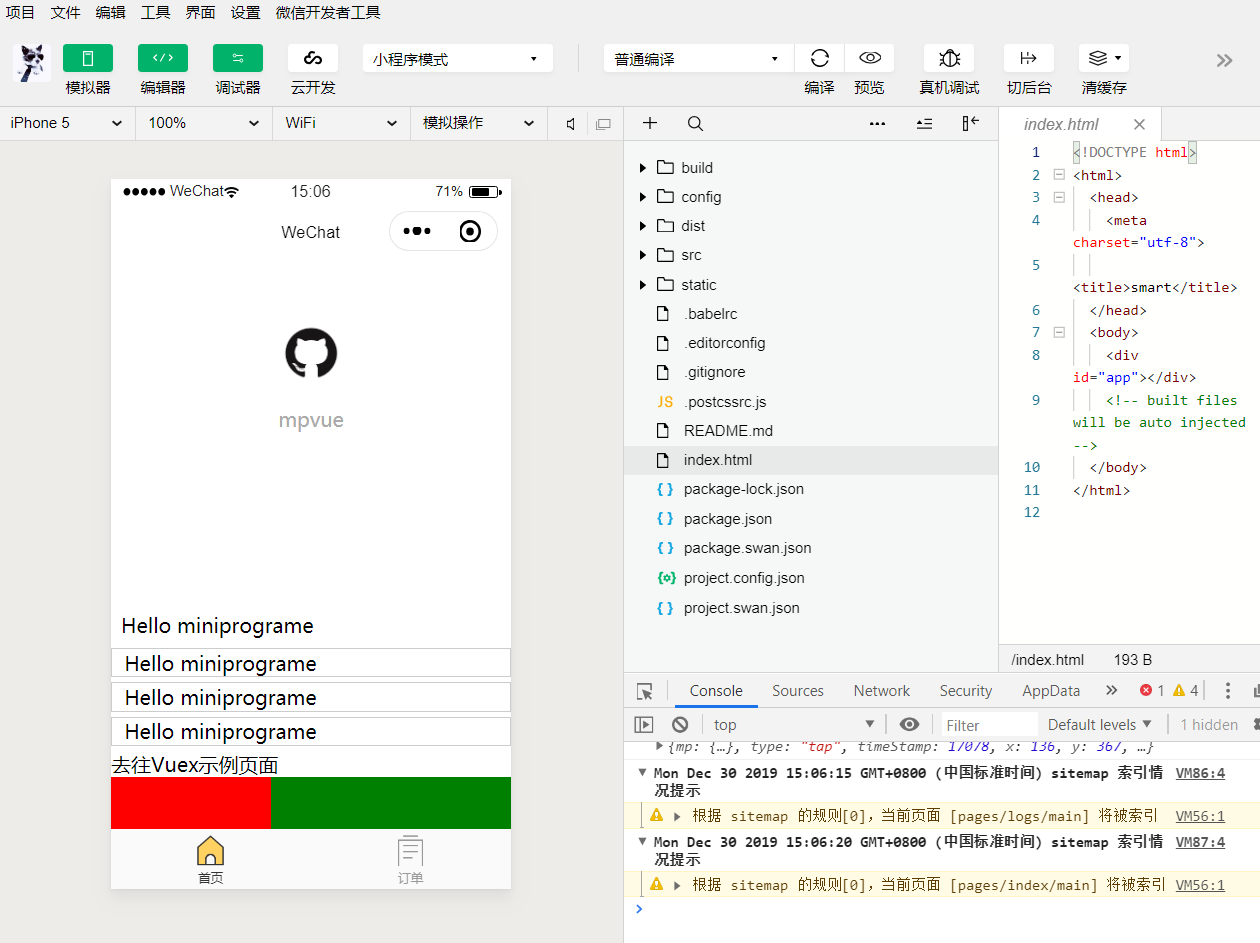 项目 文件 编辑 工具 界面 设置 微信开发者工具
小程序模式 普通编译
模拟器 编辑器 调试器 云开发 编译 预览 真机调试 切后台 清缓存
iPhone 5 100% WiFi 模拟操作
●●●●● WeChat 15:06 71%
WeChat
mpvue
Hello miniprograme
Hello miniprograme
Hello miniprograme
Hello miniprograme
去往Vuex示例页面
首页 订单
build
config
dist
src
static
.babelrc
.editorconfig
.gitignore
JS .postcssrc.js
README.md
index.html
{ } package-lock.json
{ } package.json
{ } package.swan.json
project.config.json
{ } project.swan.json
index.html
1 <!DOCTYPE html>
2 <html>
3 <head>
4 <meta
charset="utf-8">
5
<title>smart</title>
6 </head>
7 <body>
8 <div
id="app"></div>
9 <!-- built files
will be auto injected
-->
10 </body>
11 </html>
12
/index.html 193 B
Console Sources Network Security AppData 1 4
top Filter Default levels 1 hidden
{mp: {…}, type: "tap", timeStamp: 17078, x: 136, y: 367, …}
Mon Dec 30 2019 15:06:15 GMT+0800 (中国标准时间) sitemap 索引情 VM86:4
况提示
根据 sitemap 的规则[0]，当前页面 [pages/logs/main] 将被索引 VM56:1
Mon Dec 30 2019 15:06:20 GMT+0800 (中国标准时间) sitemap 索引情 VM87:4
况提示
根据 sitemap 的规则[0]，当前页面 [pages/index/main] 将被索引 VM56:1